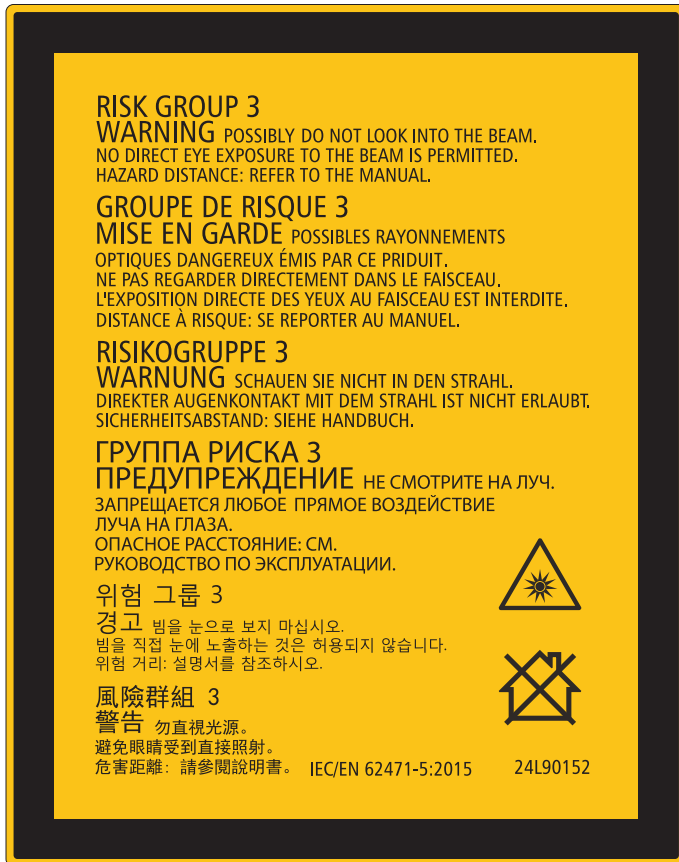 RISK GROUP 3
WARNING POSSIBLY DO NOT LOOK INTO THE BEAM.
NO DIRECT EYE EXPOSURE TO THE BEAM IS PERMITTED.
HAZARD DISTANCE: REFER TO THE MANUAL.
GROUPE DE RISQUE 3
MISE EN GARDE POSSIBLES RAYONNEMENTS
OPTIQUES DANGEREUX ÉMIS PAR CE PRIDUIT.
NE PAS REGARDER DIRECTEMENT DANS LE FAISCEAU.
L'EXPOSITION DIRECTE DES YEUX AU FAISCEAU EST INTERDITE.
DISTANCE À RISQUE: SE REPORTER AU MANUEL.
RISIKOGRUPPE 3
WARNUNG SCHAUEN SIE NICHT IN DEN STRAHL.
DIREKTER AUGENKONTAKT MIT DEM STRAHL IST NICHT ERLAUBT.
SICHERHEITSABSTAND: SIEHE HANDBUCH.
ГРУППА РИСКА 3
ПРЕДУПРЕЖДЕНИЕ НЕ СМОТРИТЕ НА ЛУЧ.
ЗАПРЕЩАЕТСЯ ЛЮБОЕ ПРЯМОЕ ВОЗДЕЙСТВИЕ
ЛУЧА НА ГЛАЗА.
ОПАСНОЕ РАССТОЯНИЕ: СМ.
РУКОВОДСТВО ПО ЭКСПЛУАТАЦИИ.
위험 그룹 3
경고 빔을 눈으로 보지 마십시오.
빔을 직접 눈에 노출하는 것은 허용되지 않습니다.
위험 거리: 설명서를 참조하시오.
風險群組 3
警告 勿直視光源。
避免眼睛受到直接照射。
危害距離：請參閱說明書。 IEC/EN 62471-5:2015 24L90152